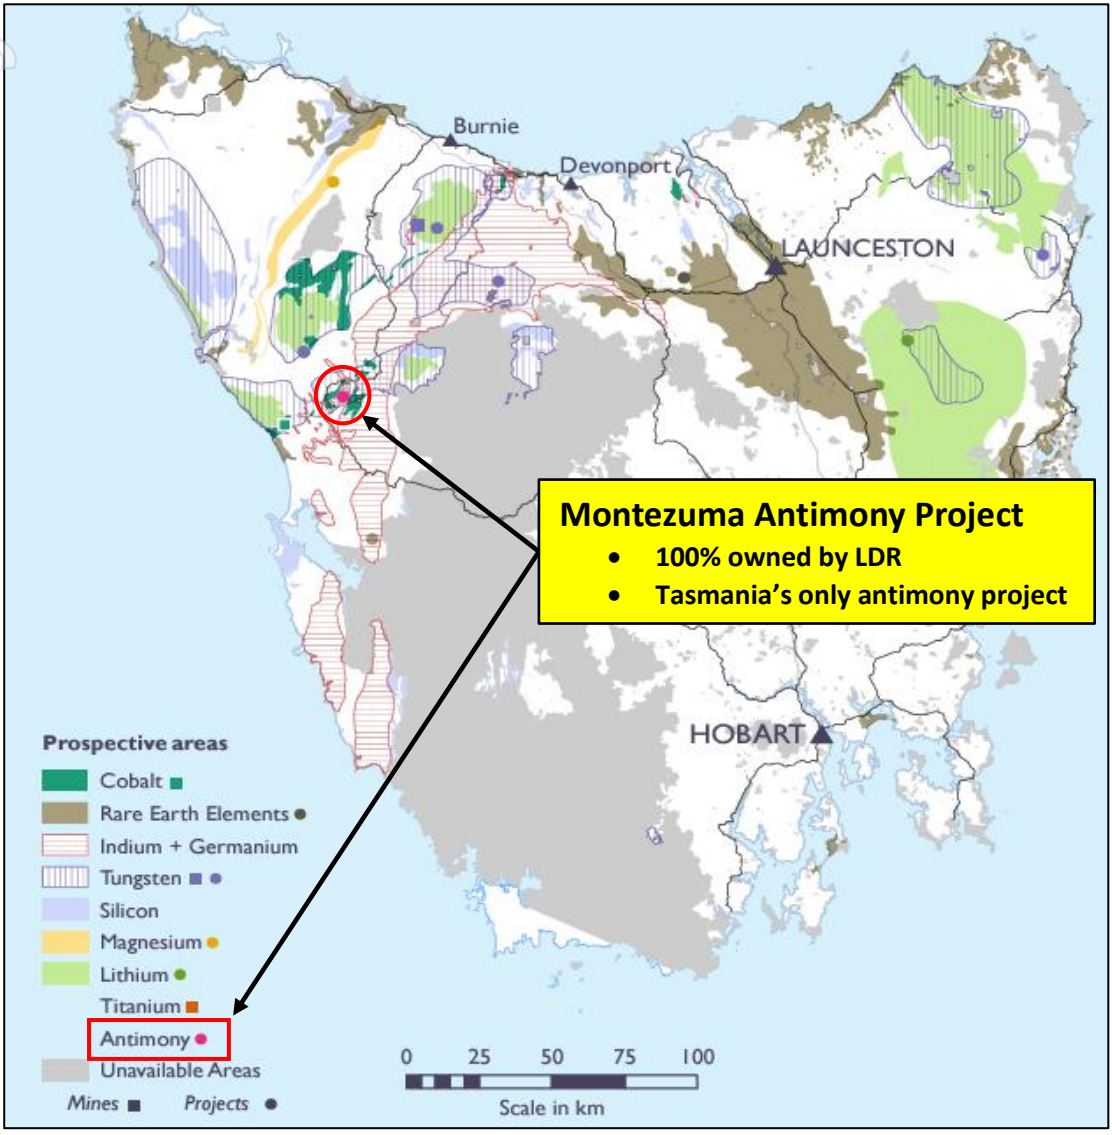 Burnie
Devonport
LAUNCESTON
Montezuma Antimony Project
• 100% owned by LDR
• Tasmania's only antimony project
HOBART
Prospective areas
Cobalt
Rare Earth Elements
Indium + Germanium
Tungsten
Silicon
Magnesium
Lithium
Titanium
Antimony
Unavailable Areas
Mines Projects
0 25 50 75 100
Scale in km